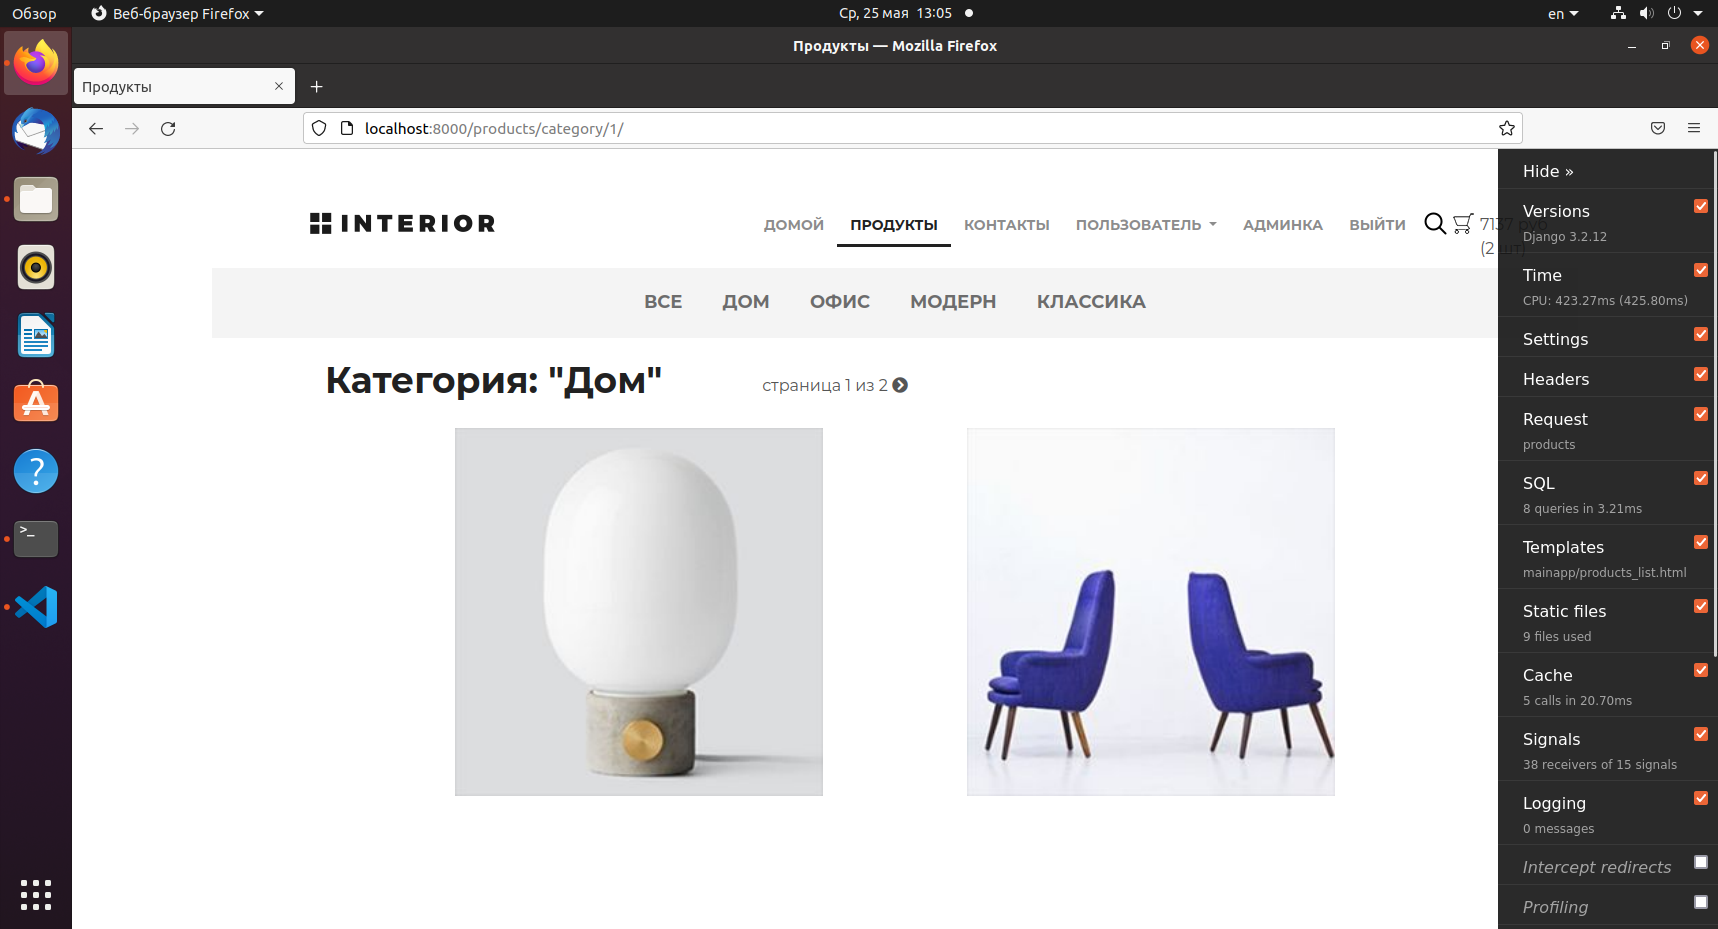 Обзор
Веб-браузер Firefox
Ср, 25 мая 13:05
en
Продукты — Mozilla Firefox
Продукты
localhost:8000/products/category/1/
INTERIOR
ДОМОЙ
ПРОДУКТЫ
КОНТАКТЫ
ПОЛЬЗОВАТЕЛЬ
АДМИНКА
ВЫЙТИ
7137 руб
(2 шт)
ВСЕ
ДОМ
ОФИС
МОДЕРН
КЛАССИКА
Категория: "Дом"
страница 1 из 2
Hide »
Versions
Django 3.2.12
Time
CPU: 423.27ms (425.80ms)
Settings
Headers
Request
products
SQL
8 queries in 3.21ms
Templates
mainapp/products_list.html
Static files
9 files used
Cache
5 calls in 20.70ms
Signals
38 receivers of 15 signals
Logging
0 messages
Intercept redirects
Profiling